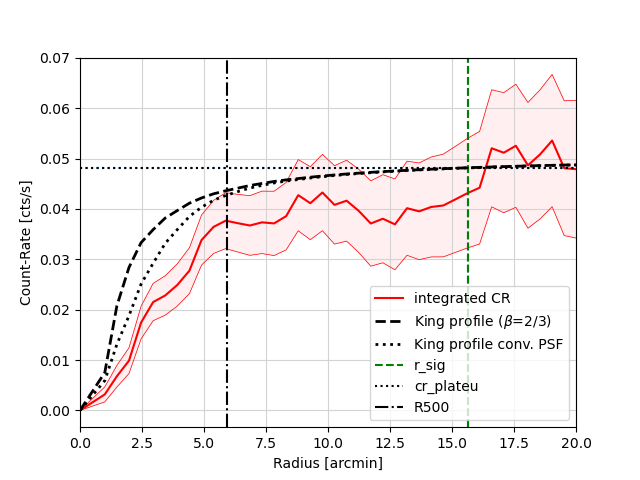 0.07
0.06
0.05
0.04
0.03
0.02
0.01
0.00
Count-Rate [cts/s]
integrated CR
King profile (β=2/3)
King profile conv. PSF
r_sig
cr_plateu
R500
0.0 2.5 5.0 7.5 10.0 12.5 15.0 17.5 20.0
Radius [arcmin]